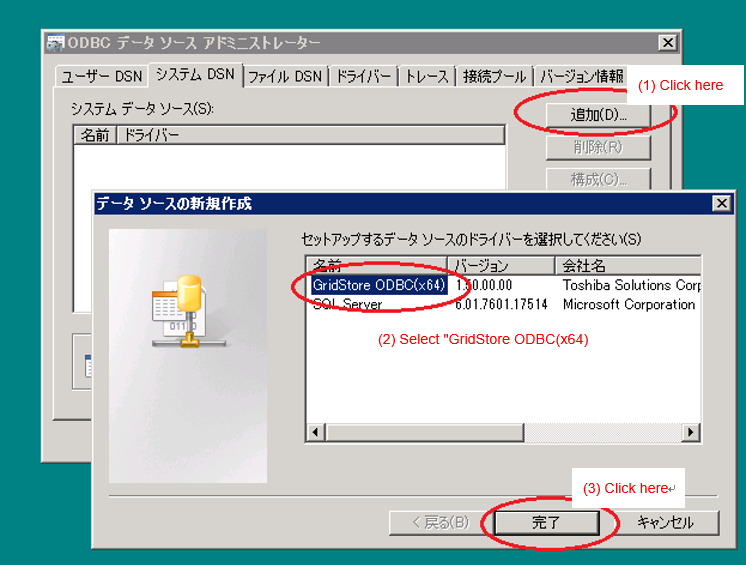 ODBC データ ソース アドミニストレーター
ユーザー DSN システム DSN ファイル DSN ドライバー トレース 接続プール バージョン情報
(1) Click here
システム データ ソース(S):
追加(D)...
名前 ドライバー
削除(R)
構成(C)...
データ ソースの新規作成
セットアップするデータ ソースのドライバーを選択してください(S)
名前 バージョン 会社名
GridStore ODBC(x64) 1.50.00.00 Toshiba Solutions Corp
SQL Server 6.01.7601.17514 Microsoft Corporation
(2) Select "GridStore ODBC(x64)
0110
(3) Click here
< 戻る(B) 完了 キャンセル